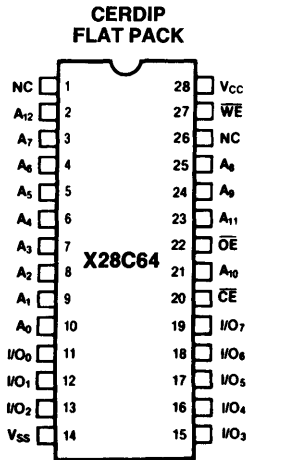 CERDIP
FLAT PACK
NC 1 28 VCC
A12 2 27 W̅E̅
A7 3 26 NC
A6 4 25 A8
A5 5 24 A9
A4 6 23 A11
A3 7 22 O̅E̅
X28C64
A2 8 21 A10
A1 9 20 C̅E̅
A0 10 19 I/O7
I/O0 11 18 I/O6
I/O1 12 17 I/O5
I/O2 13 16 I/O4
VSS 14 15 I/O3